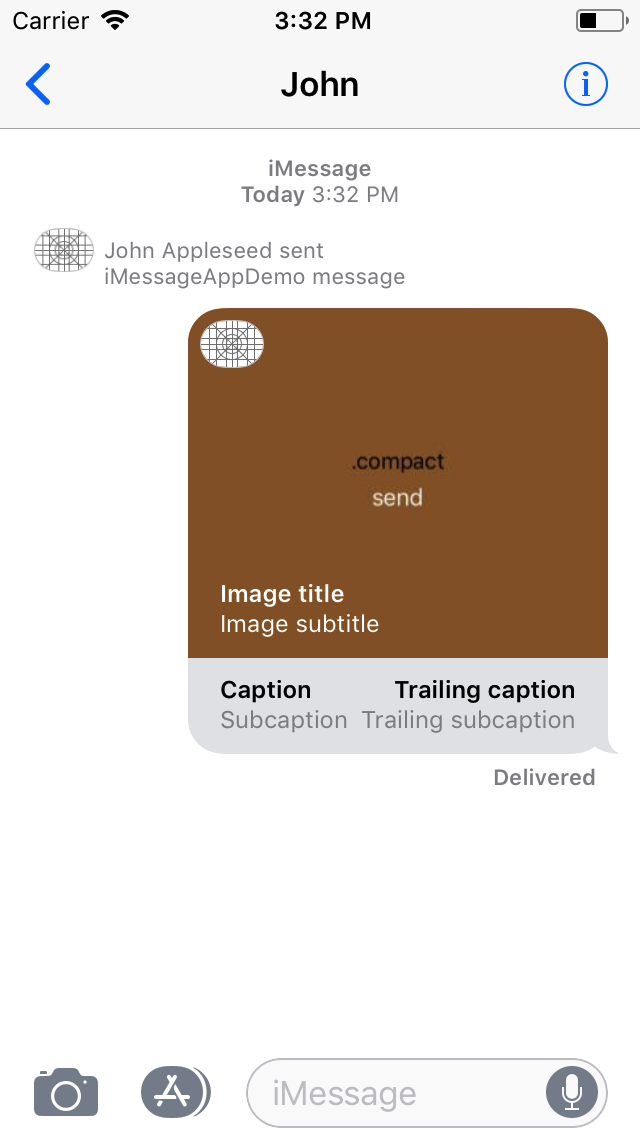 Carrier 3:32 PM
John
iMessage
Today 3:32 PM
John Appleseed sent
iMessageAppDemo message
.compact
send
Image title
Image subtitle
Caption Trailing caption
Subcaption Trailing subcaption
Delivered
iMessage